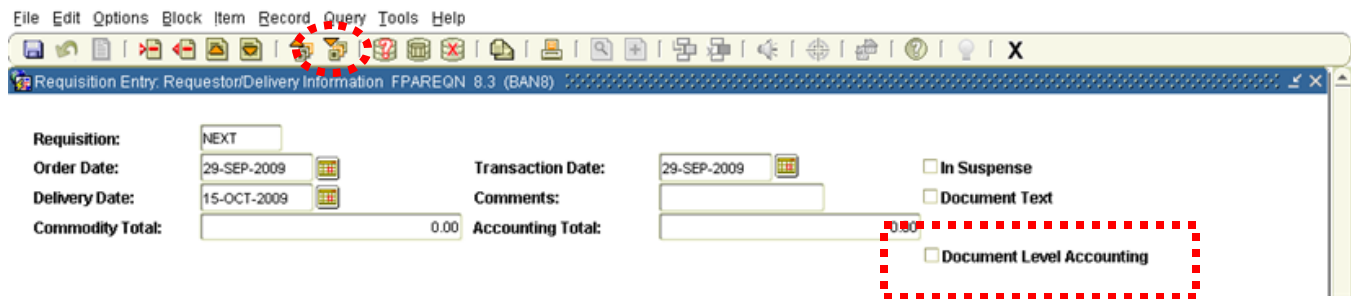 File Edit Options Block Item Record Query Tools Help
X
Requisition Entry: Requestor/Delivery Information FPAREQN 8.3 (BAN8)
Requisition: NEXT
Order Date: 29-SEP-2009 Transaction Date: 29-SEP-2009 In Suspense
Delivery Date: 15-OCT-2009 Comments: Document Text
Commodity Total: 0.00 Accounting Total: 0.00
Document Level Accounting